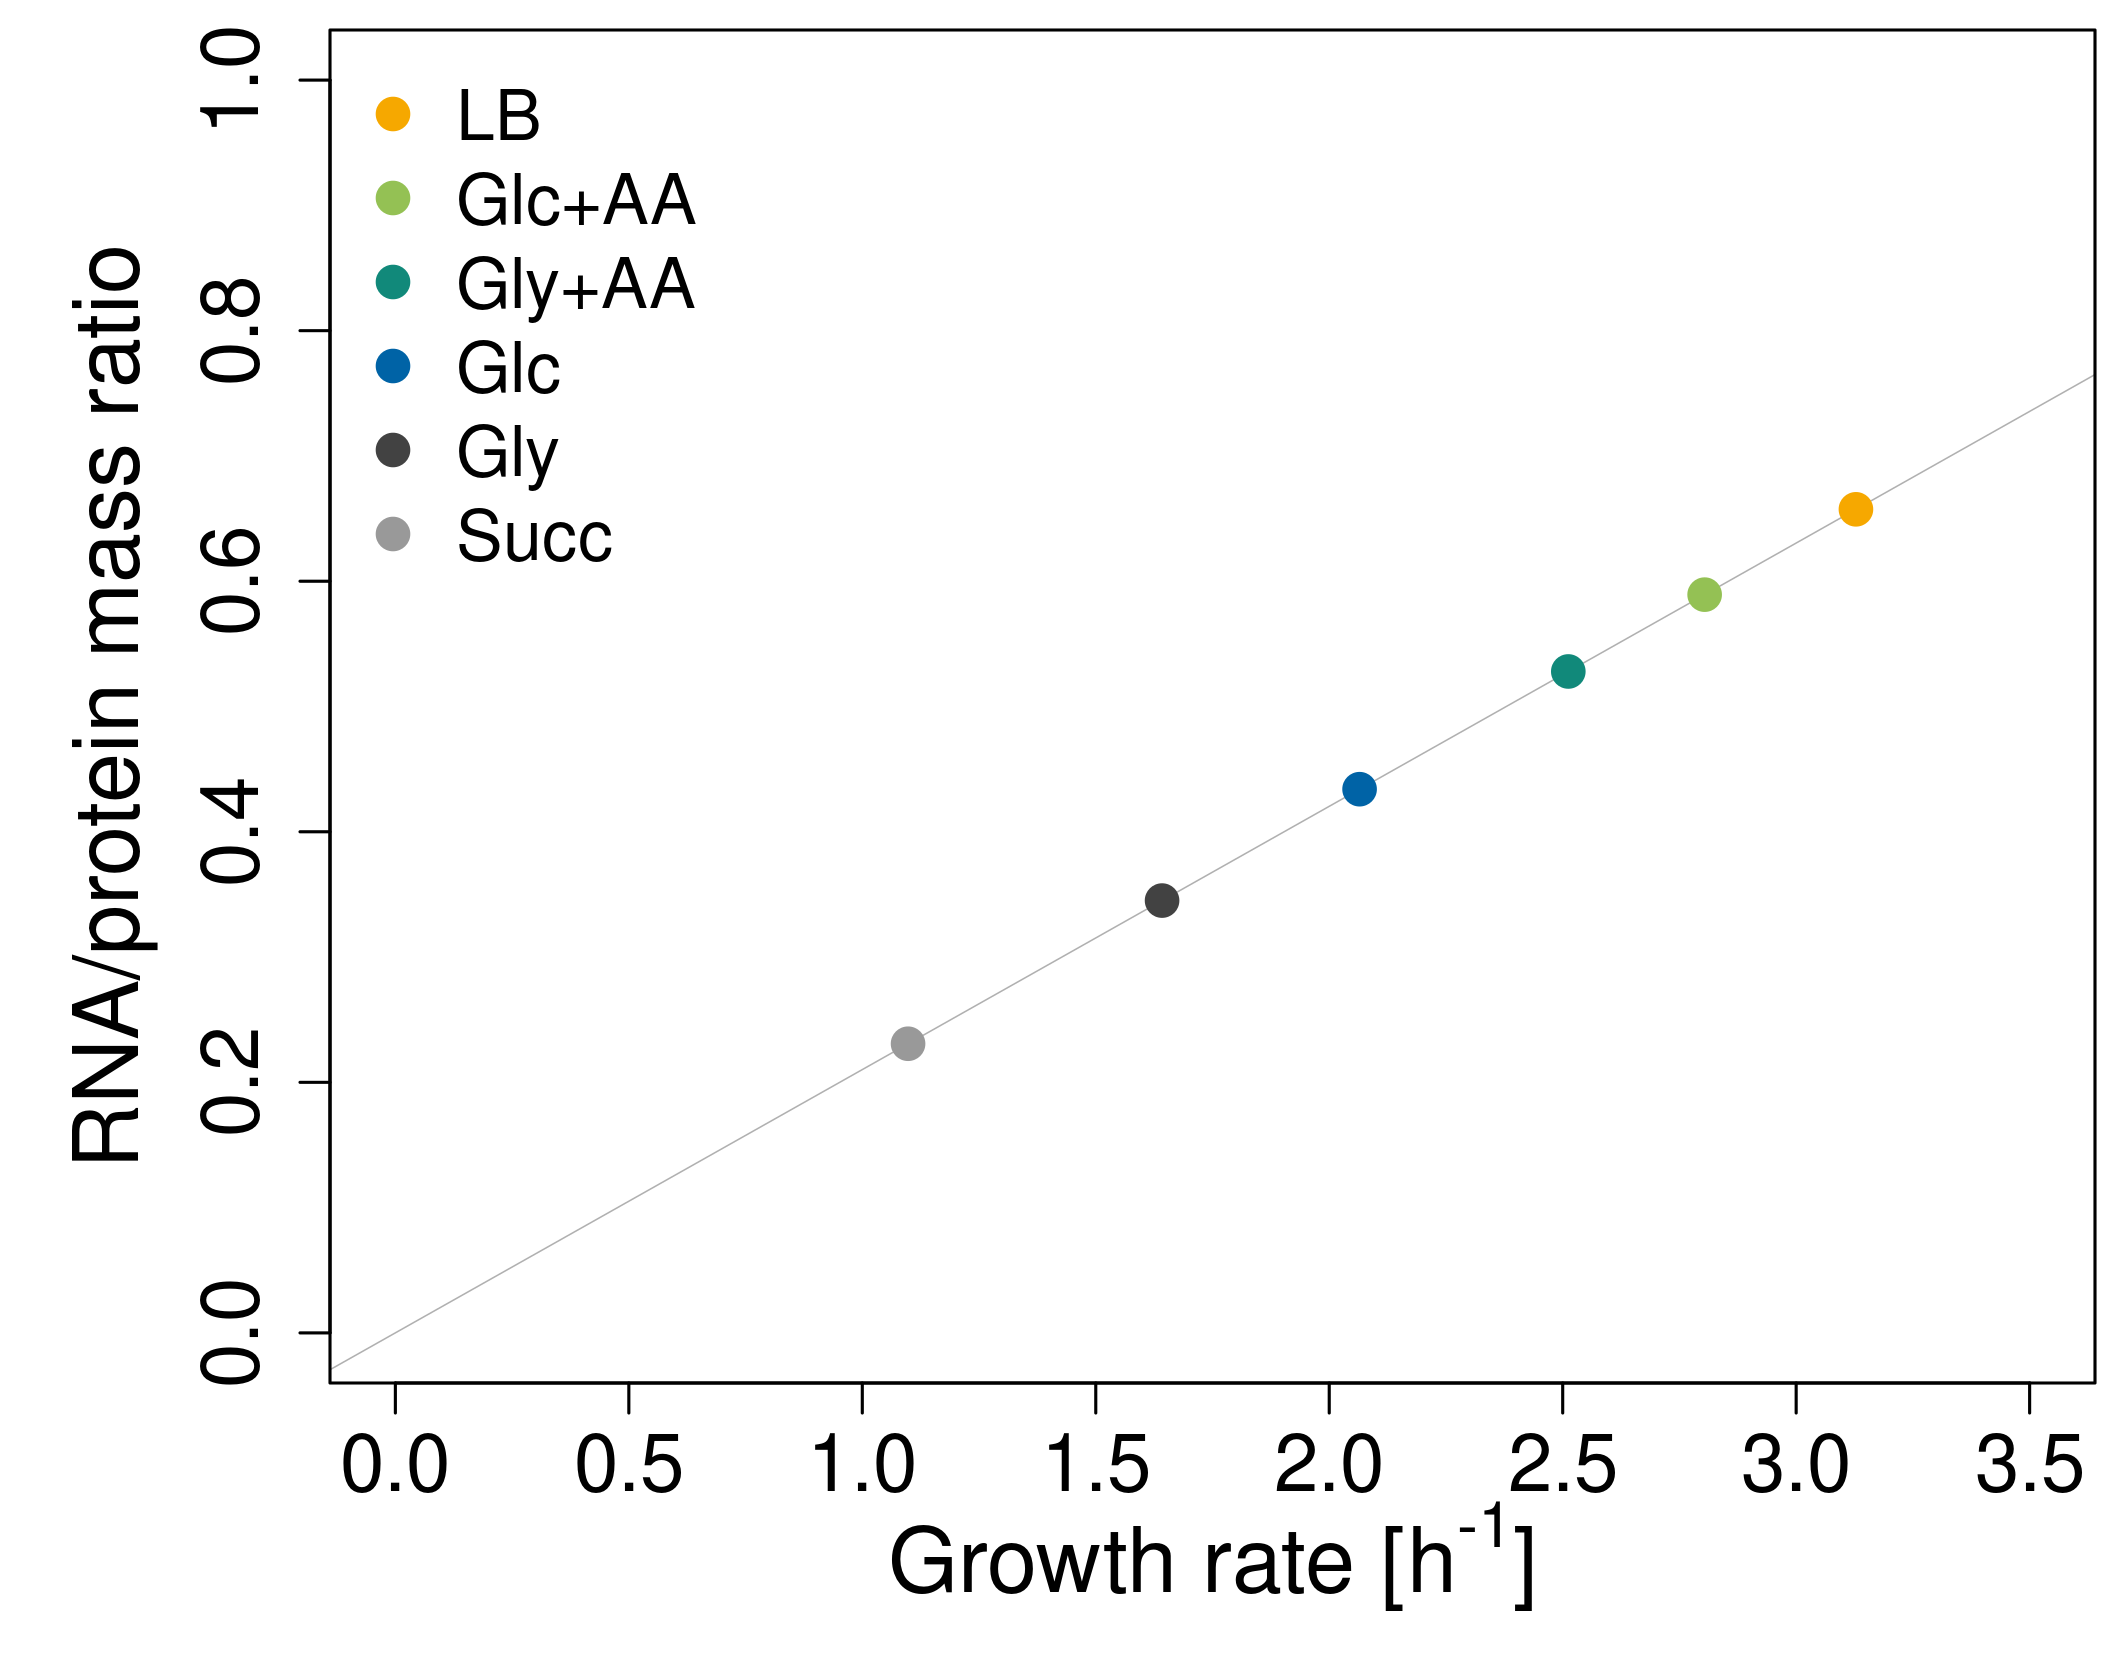 RNA/protein mass ratio
1.0
0.8
0.6
0.4
0.2
0.0
LB
Glc+AA
Gly+AA
Glc
Gly
Succ
0.0 0.5 1.0 1.5 2.0 2.5 3.0 3.5
Growth rate [h⁻¹]